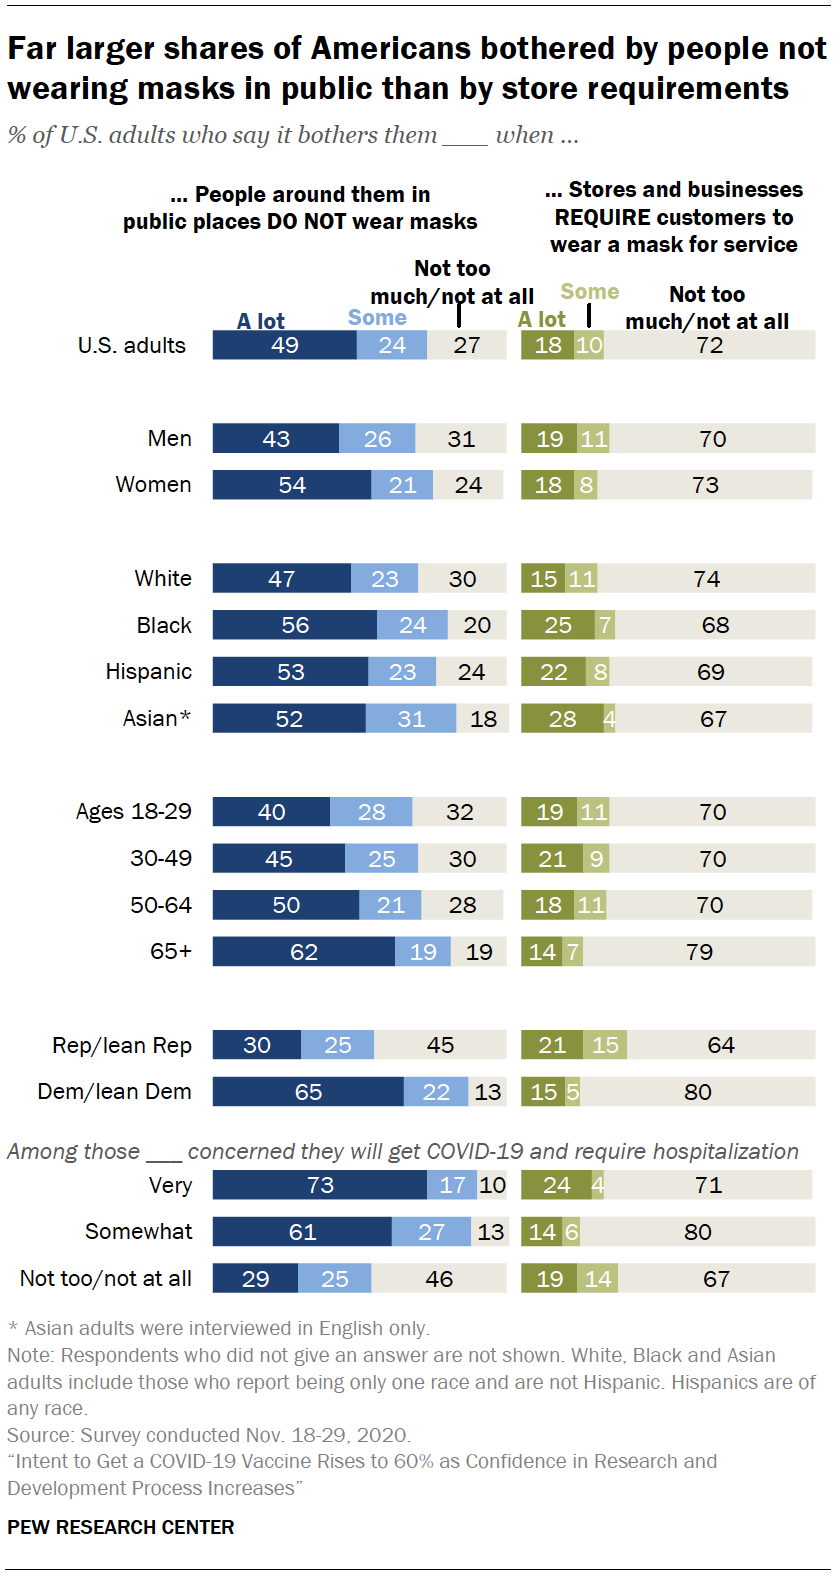 Far larger shares of Americans bothered by people not
wearing masks in public than by store requirements
% of U.S. adults who say it bothers them ____ when ...
... People around them in
public places DO NOT wear masks
... Stores and businesses
REQUIRE customers to
wear a mask for service
A lot Some Not too
much/not at all
A lot Some Not too
much/not at all
U.S. adults 49 24 27 18 10 72
Men 43 26 31 19 11 70
Women 54 21 24 18 8 73
White 47 23 30 15 11 74
Black 56 24 20 25 7 68
Hispanic 53 23 24 22 8 69
Asian* 52 31 18 28 4 67
Ages 18-29 40 28 32 19 11 70
30-49 45 25 30 21 9 70
50-64 50 21 28 18 11 70
65+ 62 19 19 14 7 79
Rep/lean Rep 30 25 45 21 15 64
Dem/lean Dem 65 22 13 15 5 80
Among those ___ concerned they will get COVID-19 and require hospitalization
Very 73 17 10 24 4 71
Somewhat 61 27 13 14 6 80
Not too/not at all 29 25 46 19 14 67
* Asian adults were interviewed in English only.
Note: Respondents who did not give an answer are not shown. White, Black and Asian
adults include those who report being only one race and are not Hispanic. Hispanics are of
any race.
Source: Survey conducted Nov. 18-29, 2020.
“Intent to Get a COVID-19 Vaccine Rises to 60% as Confidence in Research and
Development Process Increases”
PEW RESEARCH CENTER